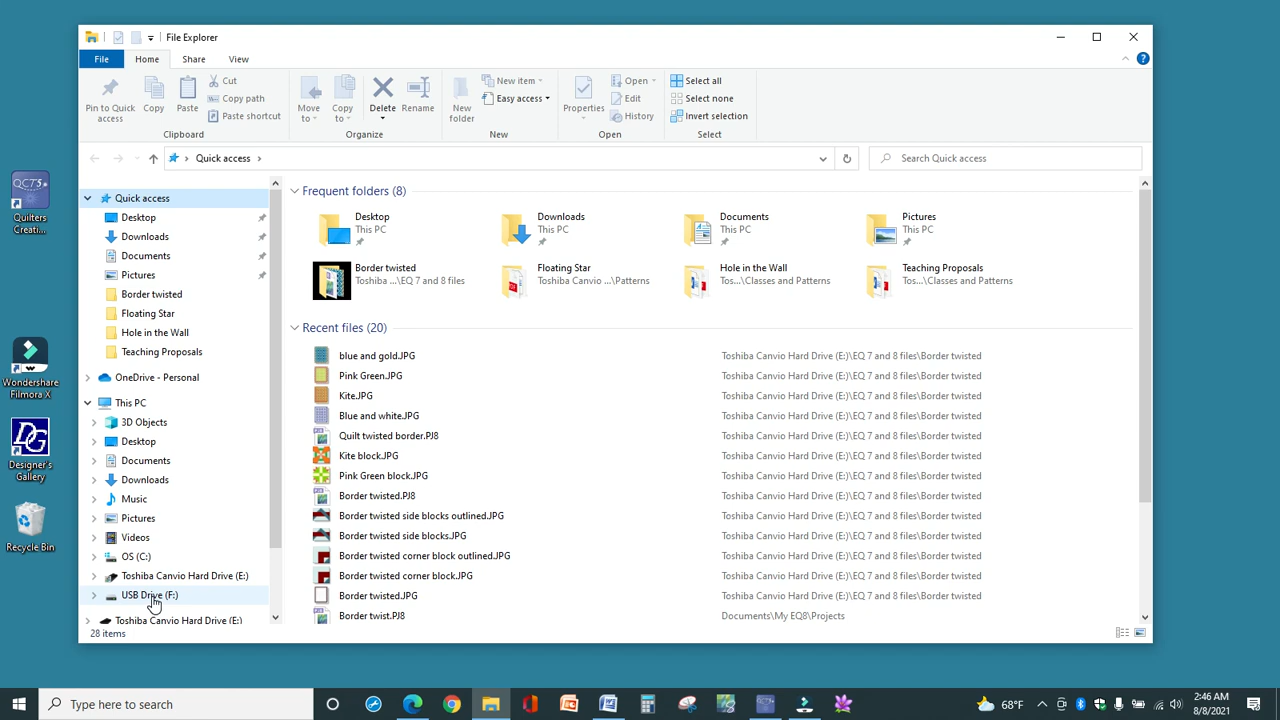 File Explorer
File Home Share View
Pin to Quick access
Copy
Paste
Cut
Copy path
Paste shortcut
Clipboard
Move to
Copy to
Delete
Rename
Organize
New folder
New item
Easy access
New
Properties
Open
Edit
History
Open
Select all
Select none
Invert selection
Select
Quick access
Search Quick access
Quick access
Desktop
Downloads
Documents
Pictures
Border twisted
Floating Star
Hole in the Wall
Teaching Proposals
OneDrive - Personal
This PC
3D Objects
Desktop
Documents
Downloads
Music
Pictures
Videos
OS (C:)
Toshiba Canvio Hard Drive (E:)
USB Drive (F:)
Toshiba Canvio Hard Drive (E:)
28 items
Frequent folders (8)
Desktop
This PC
Downloads
This PC
Documents
This PC
Pictures
This PC
Border twisted
Toshiba ...\EQ 7 and 8 files
Floating Star
Toshiba Canvio ...\Patterns
Hole in the Wall
Tos...\Classes and Patterns
Teaching Proposals
Tos...\Classes and Patterns
Recent files (20)
blue and gold.JPG Toshiba Canvio Hard Drive (E:)\EQ 7 and 8 files\Border twisted
Pink Green.JPG Toshiba Canvio Hard Drive (E:)\EQ 7 and 8 files\Border twisted
Kite.JPG Toshiba Canvio Hard Drive (E:)\EQ 7 and 8 files\Border twisted
Blue and white.JPG Toshiba Canvio Hard Drive (E:)\EQ 7 and 8 files\Border twisted
Quilt twisted border.PJ8 Toshiba Canvio Hard Drive (E:)\EQ 7 and 8 files\Border twisted
Kite block.JPG Toshiba Canvio Hard Drive (E:)\EQ 7 and 8 files\Border twisted
Pink Green block.JPG Toshiba Canvio Hard Drive (E:)\EQ 7 and 8 files\Border twisted
Border twisted.PJ8 Toshiba Canvio Hard Drive (E:)\EQ 7 and 8 files\Border twisted
Border twisted side blocks outlined.JPG Toshiba Canvio Hard Drive (E:)\EQ 7 and 8 files\Border twisted
Border twisted side blocks.JPG Toshiba Canvio Hard Drive (E:)\EQ 7 and 8 files\Border twisted
Border twisted corner block outlined.JPG Toshiba Canvio Hard Drive (E:)\EQ 7 and 8 files\Border twisted
Border twisted corner block.JPG Toshiba Canvio Hard Drive (E:)\EQ 7 and 8 files\Border twisted
Border twisted.JPG Toshiba Canvio Hard Drive (E:)\EQ 7 and 8 files\Border twisted
Border twist.PJ8 Documents\My EQ8\Projects
QCT5
Quilters
Creati...
Wondershare
Filmora X
DG
Designer's
Gallery
Recycle Bin
Type here to search
68°F
2:46 AM
8/8/2021